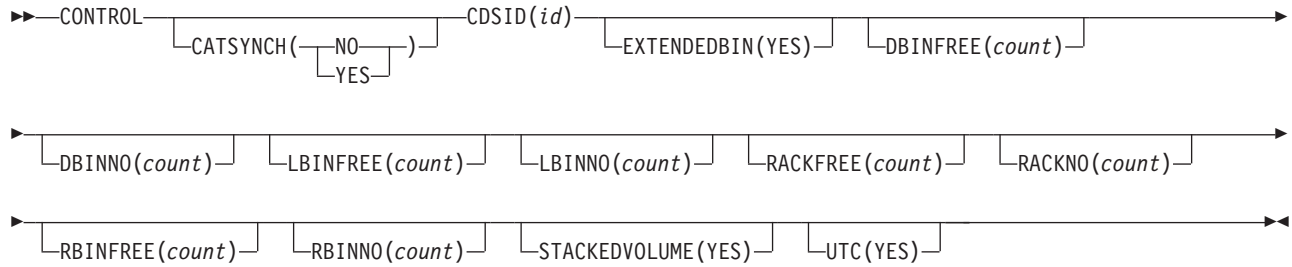 CONTROL CDSID(id)
CATSYNCH( NO ) EXTENDEDBIN(YES) DBINFREE(count)
YES
DBINNO(count) LBINFREE(count) LBINNO(count) RACKFREE(count) RACKNO(count)
RBINFREE(count) RBINNO(count) STACKEDVOLUME(YES) UTC(YES)